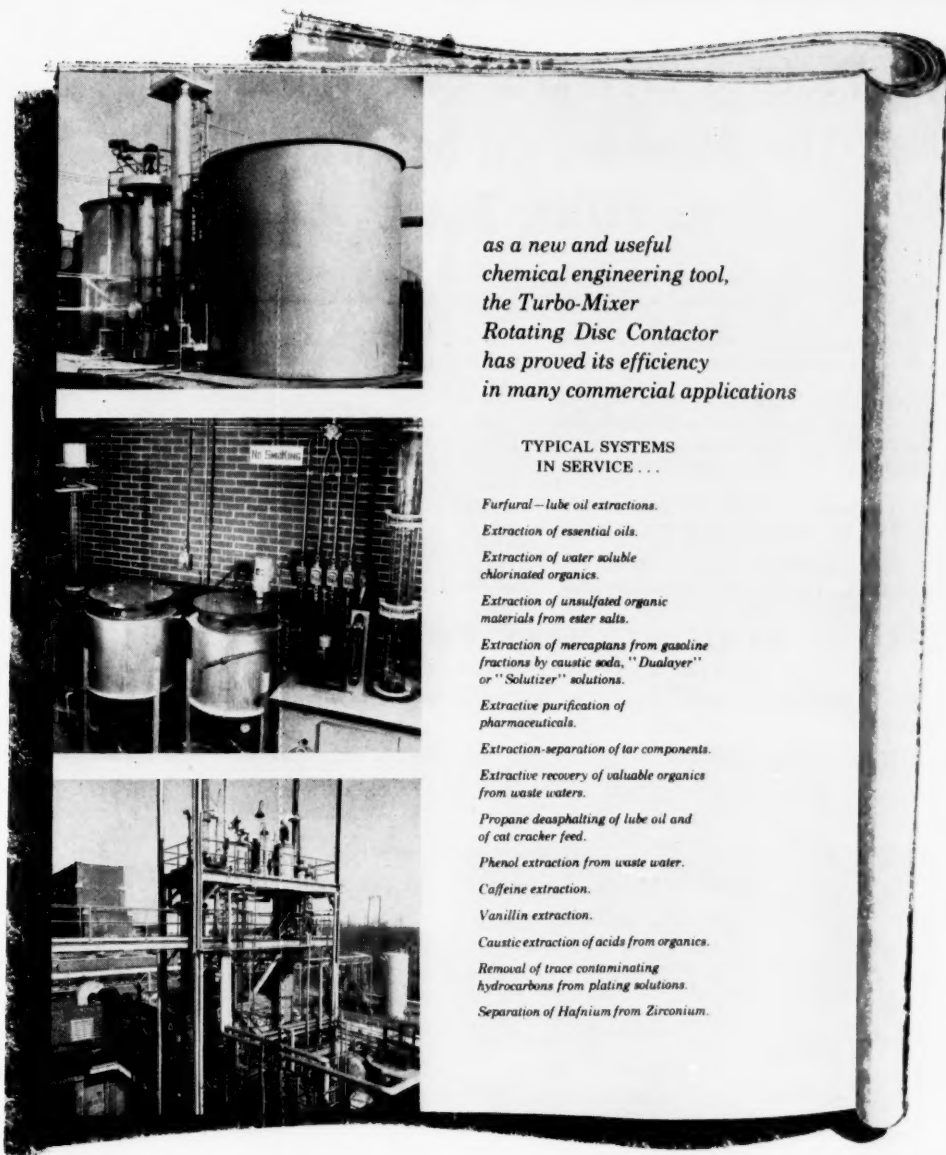 No SmoKING
as a new and useful
chemical engineering tool,
the Turbo-Mixer
Rotating Disc Contactor
has proved its efficiency
in many commercial applications
TYPICAL SYSTEMS
IN SERVICE . . .
Furfural—lube oil extractions.
Extraction of essential oils.
Extraction of water soluble
chlorinated organics.
Extraction of unsulfated organic
materials from ester salts.
Extraction of mercaptans from gasoline
fractions by caustic soda, "Dualayer"
or "Solutizer" solutions.
Extractive purification of
pharmaceuticals.
Extraction-separation of tar components.
Extractive recovery of valuable organics
from waste waters.
Propane deasphalting of lube oil and
of cat cracker feed.
Phenol extraction from waste water.
Caffeine extraction.
Vanillin extraction.
Caustic extraction of acids from organics.
Removal of trace contaminating
hydrocarbons from plating solutions.
Separation of Hafnium from Zirconium.